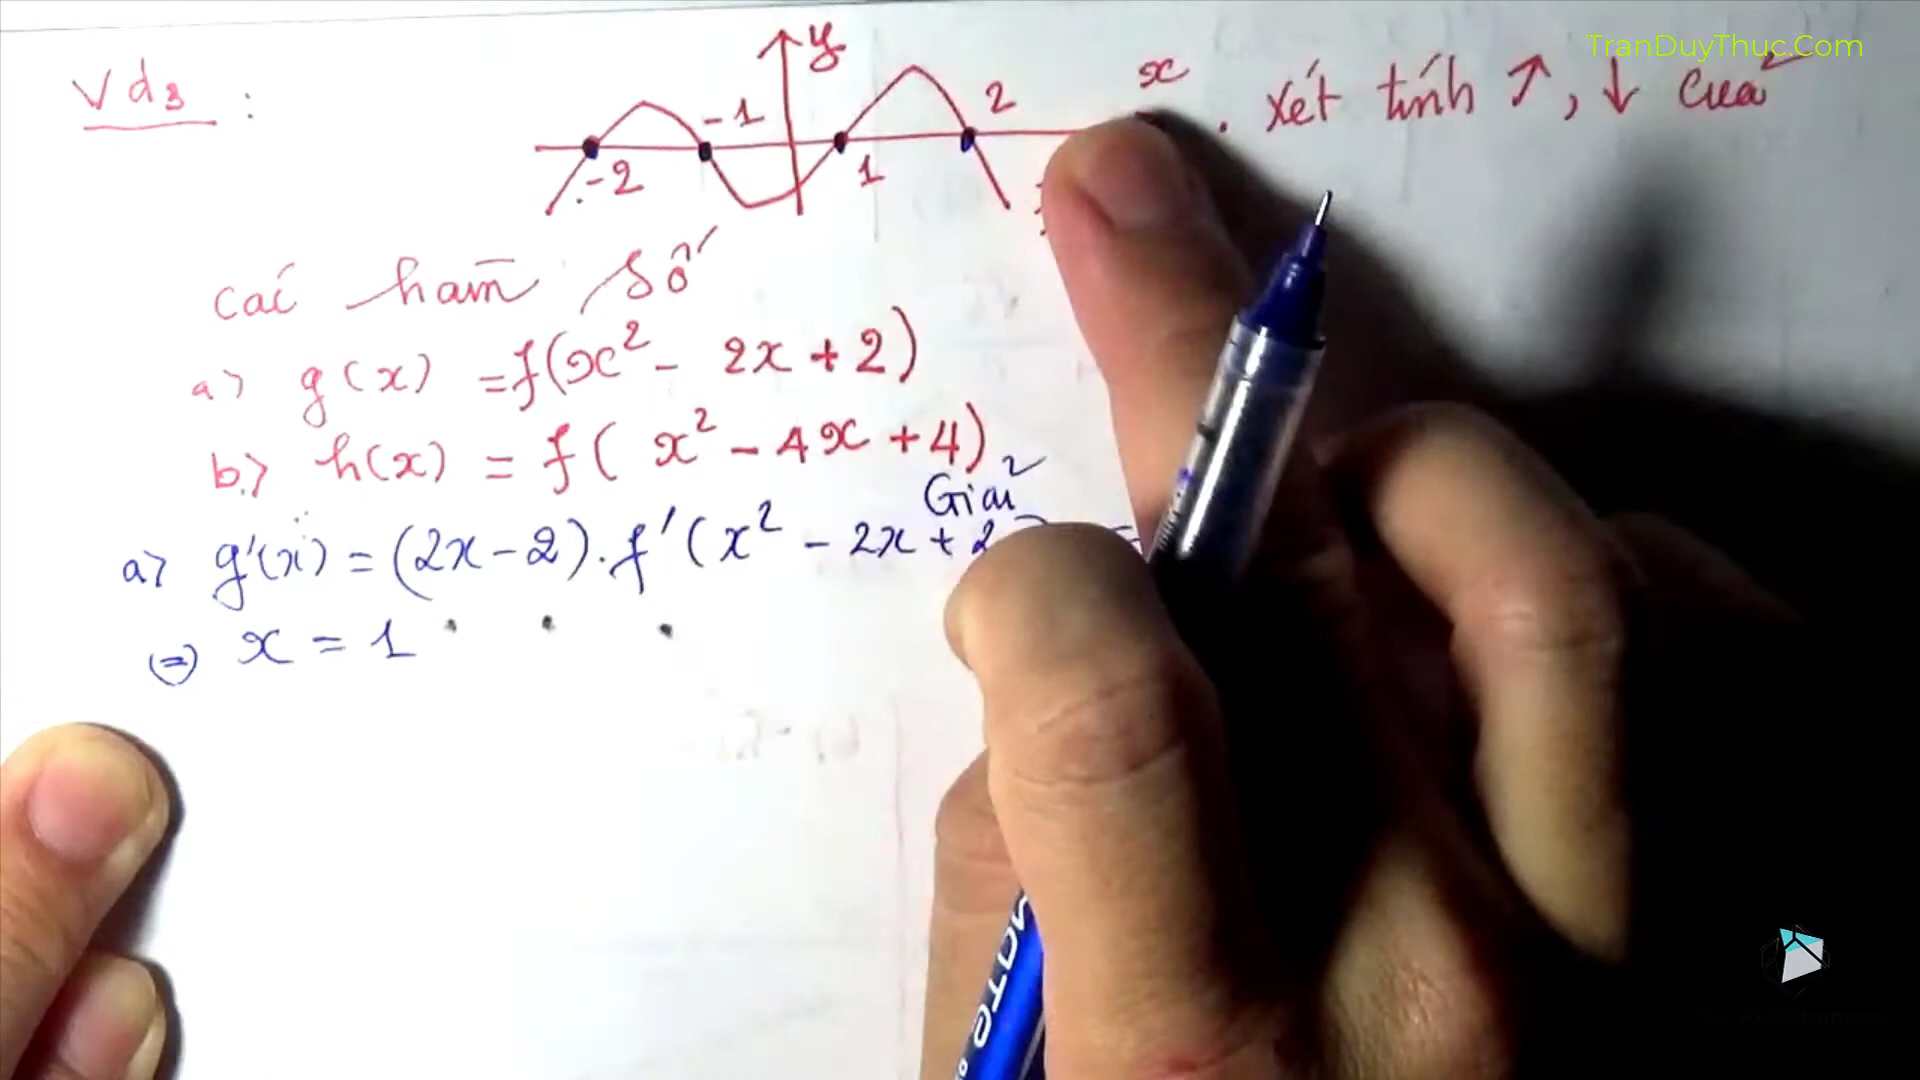 TranDuyThuc.Com
Vd3 :
y
x
-2
-1
1
2
. xét tính ↗, ↓ của
các hàm số
a) g(x) = f(x² - 2x + 2)
b) h(x) = f( x² - 4x + 4)
Giải
a) g'(x) = (2x-2).f'(x² - 2x + 2) =
⇔ x = 1